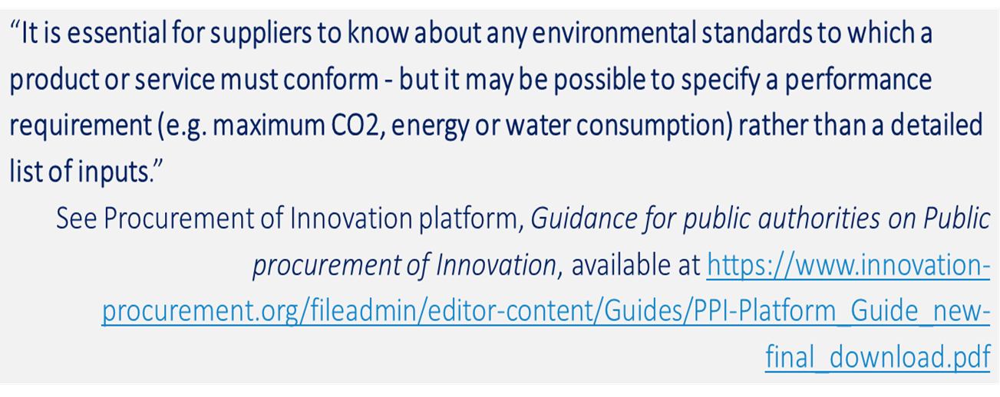 “It is essential for suppliers to know about any environmental standards to which a
product or service must conform - but it may be possible to specify a performance
requirement (e.g. maximum CO2, energy or water consumption) rather than a detailed
list of inputs.”
See Procurement of Innovation platform, Guidance for public authorities on Public
procurement of Innovation, available at https://www.innovation-
procurement.org/fileadmin/editor-content/Guides/PPI-Platform_Guide_new-
final_download.pdf